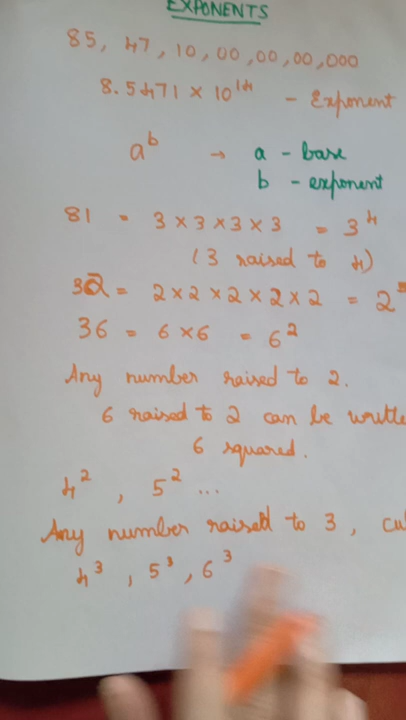 EXPONENTS
85, 47, 10, 00, 00, 00, 000
8.5471 × 10¹⁴ - Exponent
aᵇ → a - base
b - exponent
81 = 3 × 3 × 3 × 3 = 3⁴
(3 raised to 4)
32 = 2 × 2 × 2 × 2 × 2 = 2⁵
36 = 6 × 6 = 6²
Any number raised to 2.
6 raised to 2 can be writte
6 squared.
4², 5² ...
Any number raised to 3, cu
4³, 5³, 6³